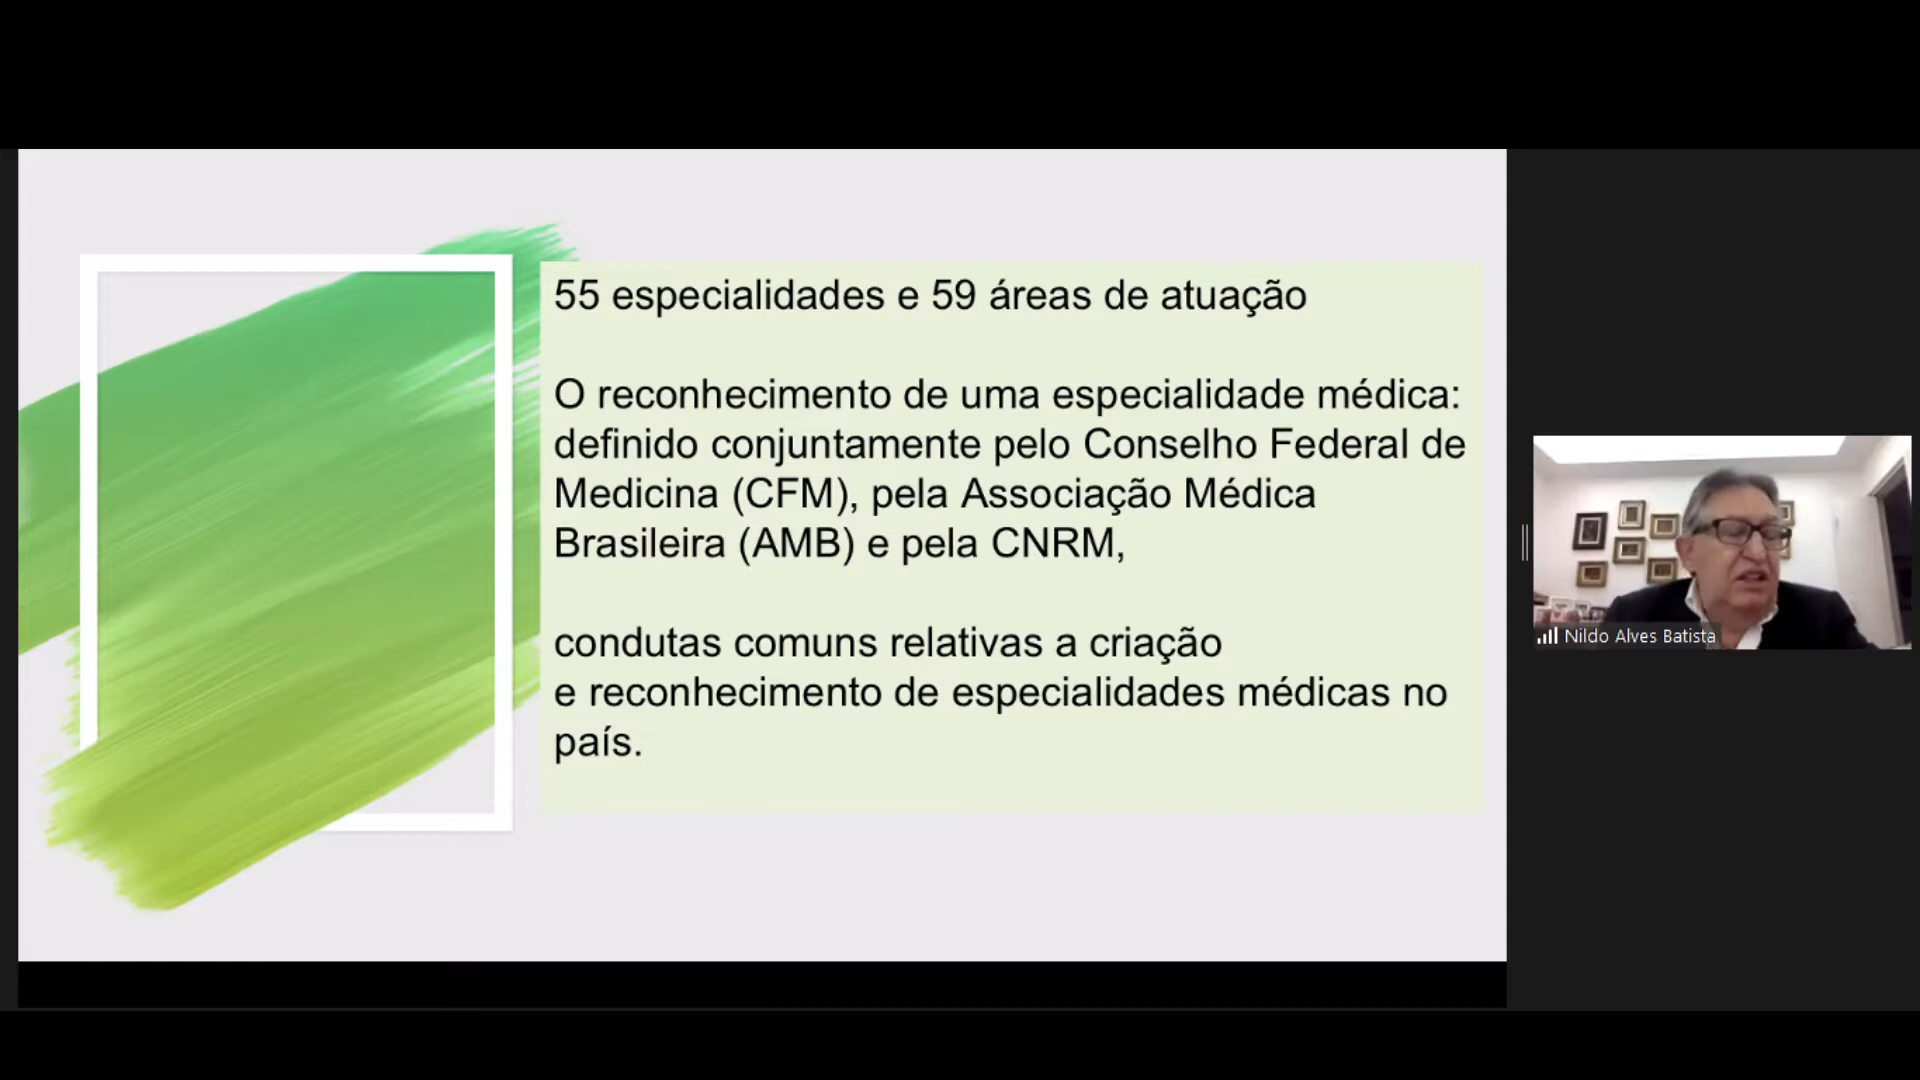 55 especialidades e 59 áreas de atuação
O reconhecimento de uma especialidade médica:
definido conjuntamente pelo Conselho Federal de
Medicina (CFM), pela Associação Médica
Brasileira (AMB) e pela CNRM,
condutas comuns relativas a criação
e reconhecimento de especialidades médicas no
país.
Nildo Alves Batista